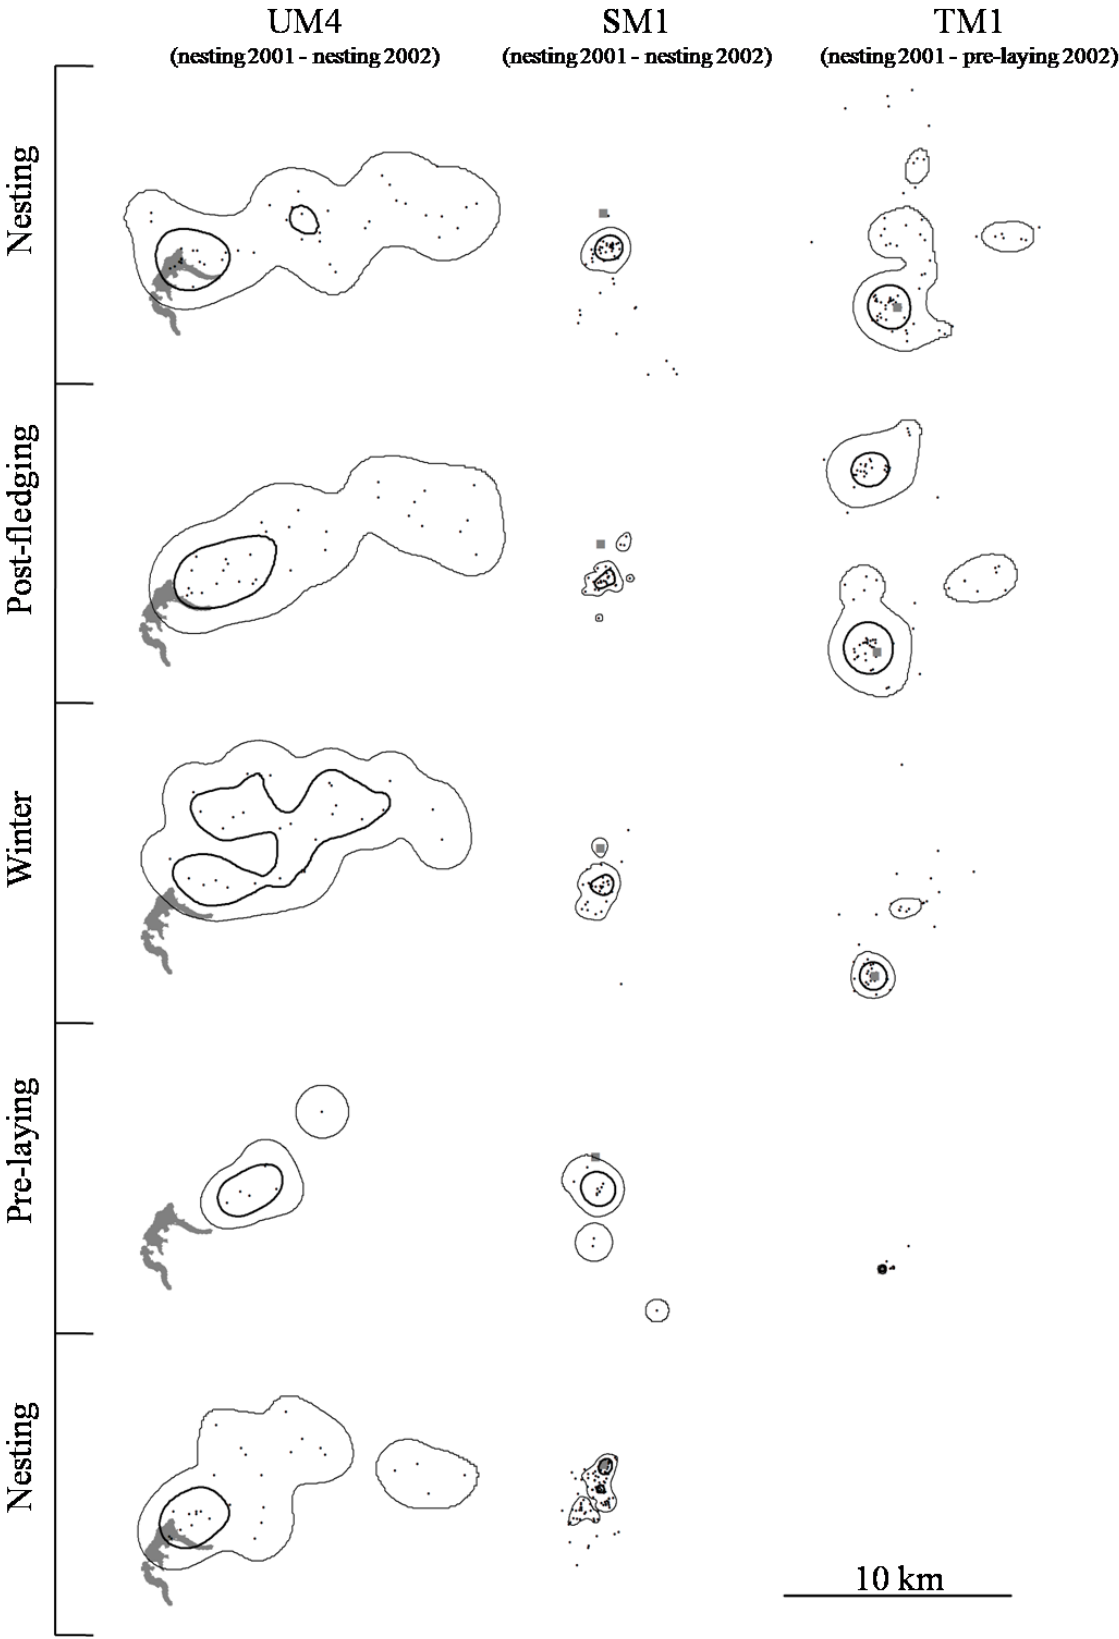 UM4 SM1 TM1
(nesting 2001 - nesting 2002) (nesting 2001 - nesting 2002) (nesting 2001 - pre-laying 2002)
Nesting
Post-fledging
Winter
Pre-laying
Nesting
10 km